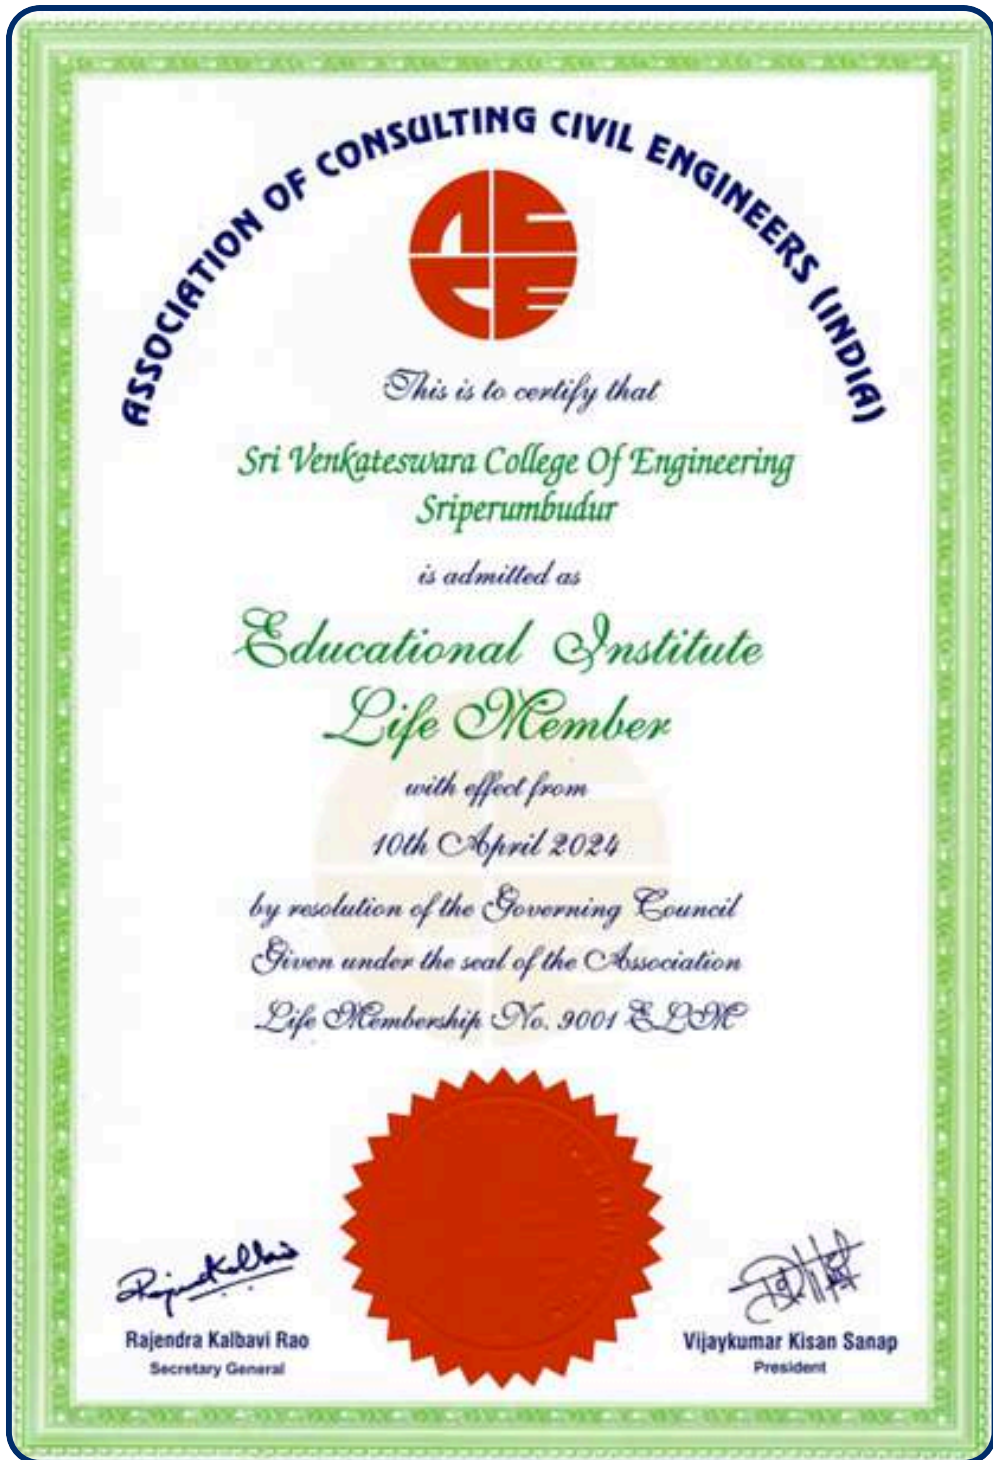 ASSOCIATION OF CONSULTING CIVIL ENGINEERS (INDIA)
ACCE
This is to certify that
Sri Venkateswara College Of Engineering
Sriperumbudur
is admitted as
Educational Institute
Life Member
with effect from
10th April 2024
by resolution of the Governing Council
Given under the seal of the Association
Life Membership No. 9001 ELM
Rajendra Kalbavi Rao
Secretary General
Vijaykumar Kisan Sanap
President